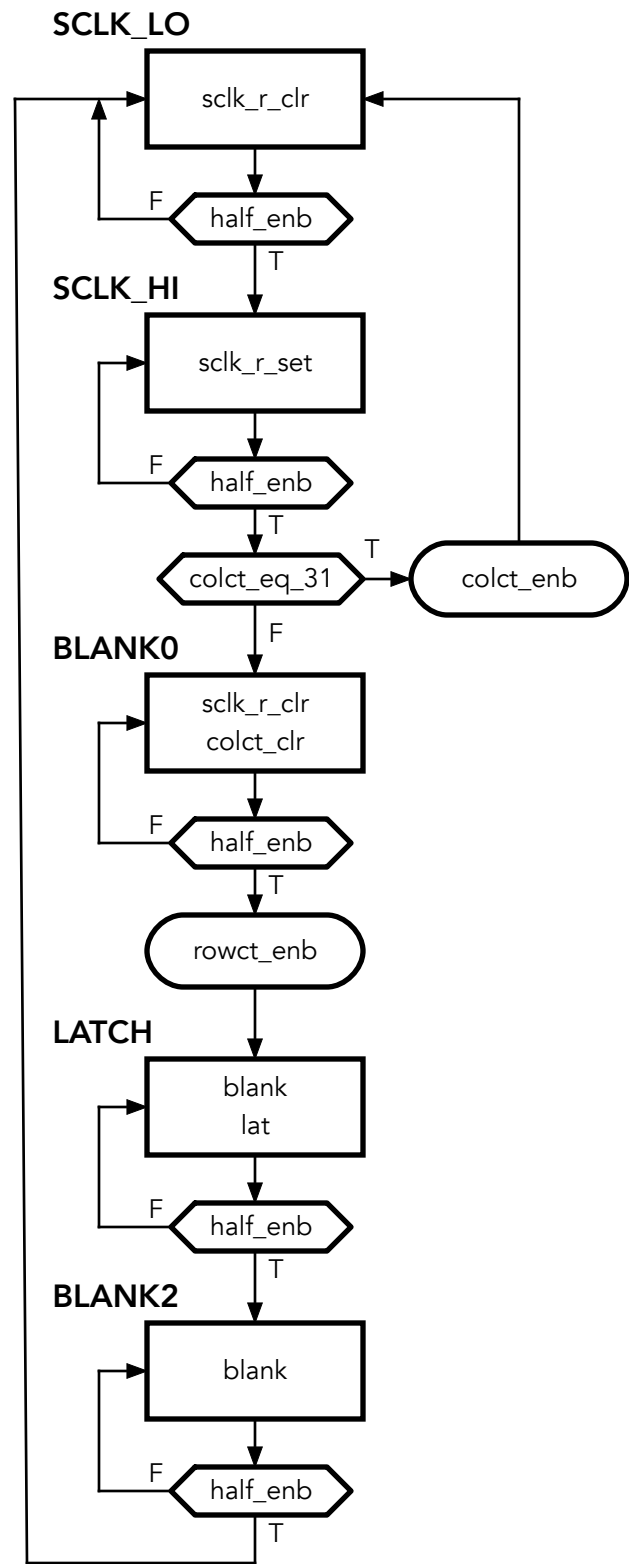 SCLK_LO
sclk_r_clr
F
half_enb
T
SCLK_HI
sclk_r_set
F
half_enb
T
colct_eq_31
T
colct_enb
F
BLANK0
sclk_r_clr
colct_clr
F
half_enb
T
rowct_enb
LATCH
blank
lat
F
half_enb
T
BLANK2
blank
F
half_enb
T